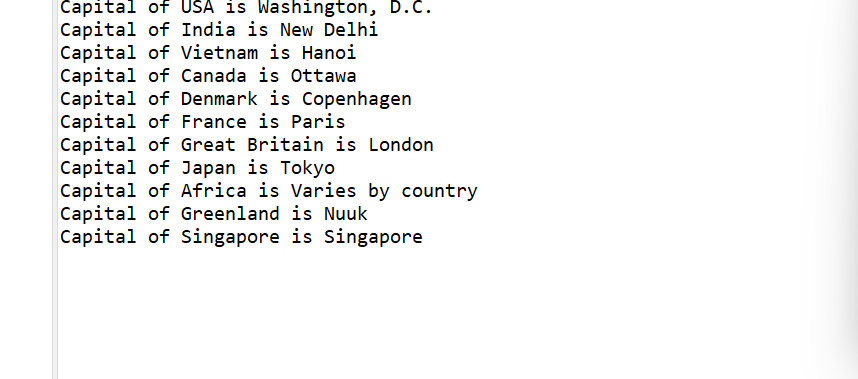 Capital of USA is Washington, D.C.
Capital of India is New Delhi
Capital of Vietnam is Hanoi
Capital of Canada is Ottawa
Capital of Denmark is Copenhagen
Capital of France is Paris
Capital of Great Britain is London
Capital of Japan is Tokyo
Capital of Africa is Varies by country
Capital of Greenland is Nuuk
Capital of Singapore is Singapore